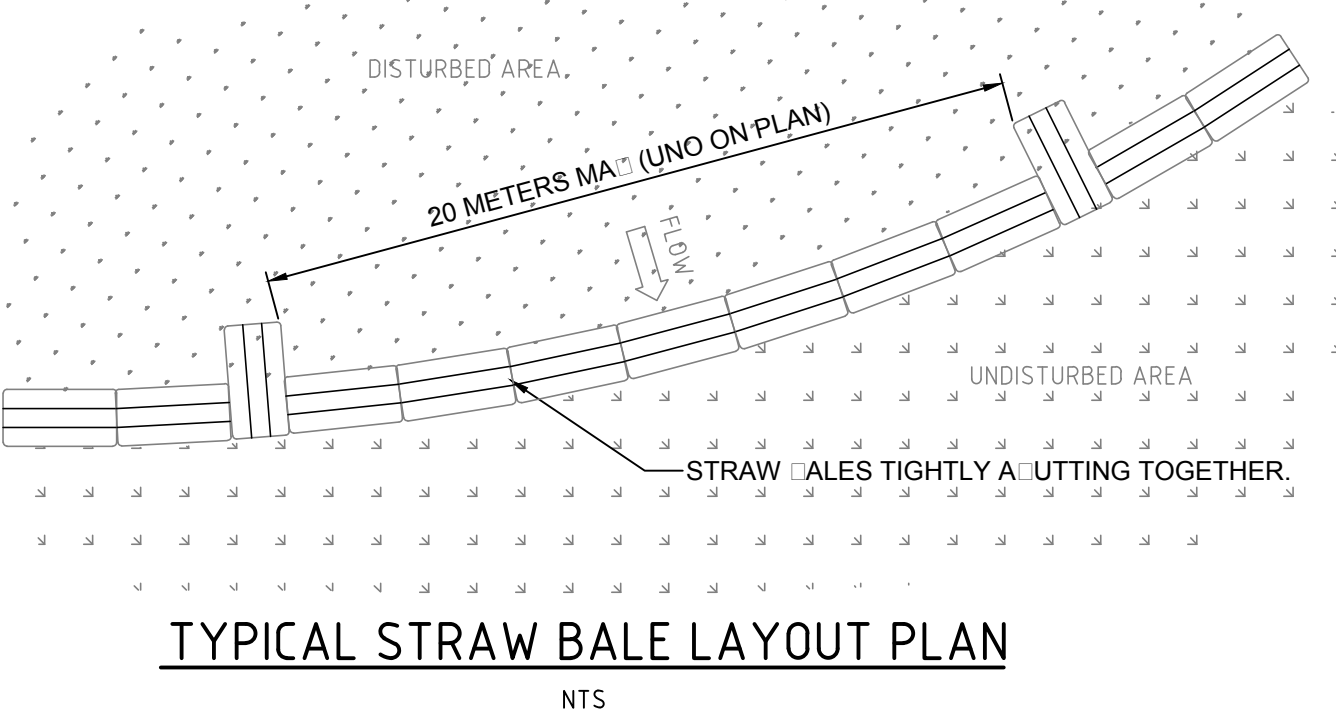 DISTURBED AREA.
20 METERS MA□ (UNO ON PLAN)
FLOW
UNDISTURBED AREA
STRAW □ALES TIGHTLY A□UTTING TOGETHER.
TYPICAL STRAW BALE LAYOUT PLAN
NTS